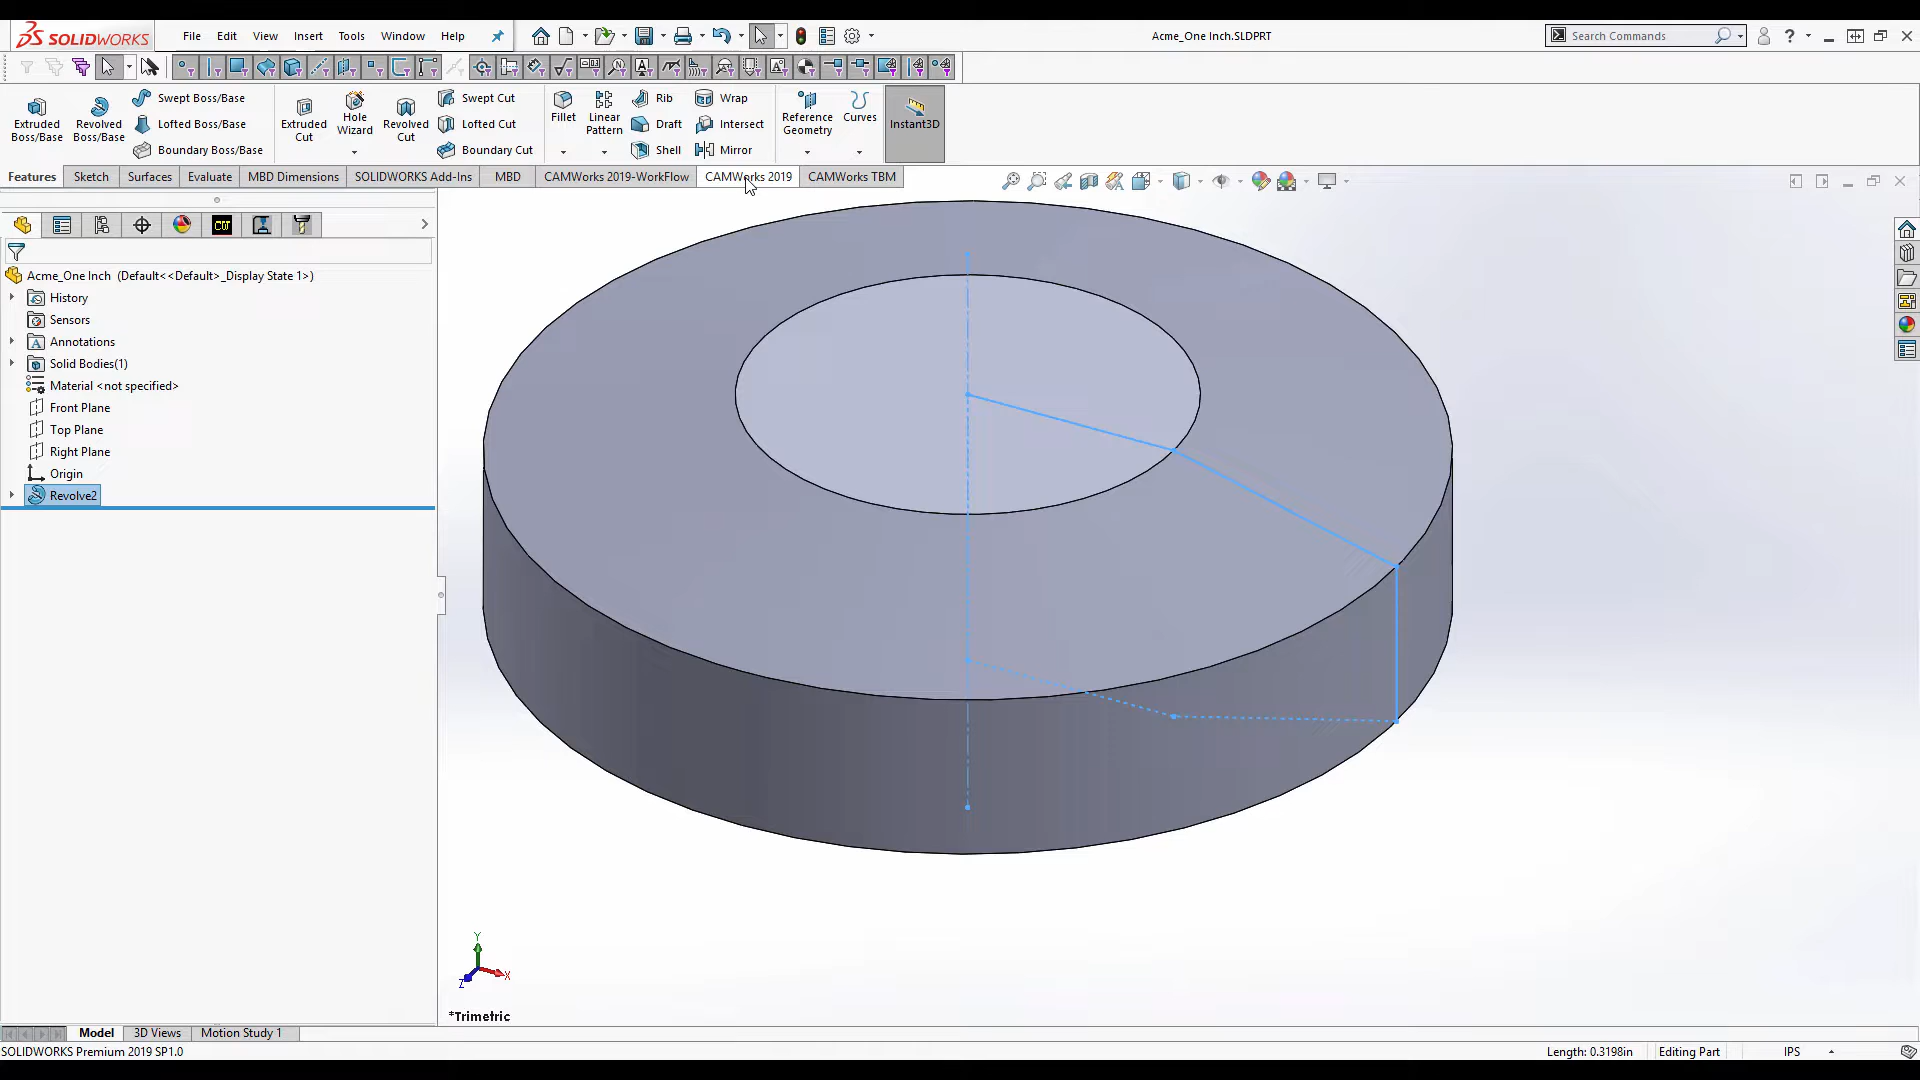 SOLIDWORKS File Edit View Insert Tools Window Help Acme_One Inch.SLDPRT Search Commands
Swept Boss/Base Swept Cut Rib Wrap
Extruded Boss/Base Revolved Boss/Base Lofted Boss/Base Extruded Cut Hole Wizard Revolved Cut Lofted Cut Fillet Linear Pattern Draft Intersect Reference Geometry Curves Instant3D
Boundary Boss/Base Boundary Cut Shell Mirror
Features Sketch Surfaces Evaluate MBD Dimensions SOLIDWORKS Add-Ins MBD CAMWorks 2019-WorkFlow CAMWorks 2019 CAMWorks TBM
CW
Acme_One Inch (Default<<Default>_Display State 1>)
History
Sensors
Annotations
Solid Bodies(1)
Material <not specified>
Front Plane
Top Plane
Right Plane
Origin
Revolve2
Y
X
Z
*Trimetric
Model 3D Views Motion Study 1
SOLIDWORKS Premium 2019 SP1.0 Length: 0.3198in Editing Part IPS